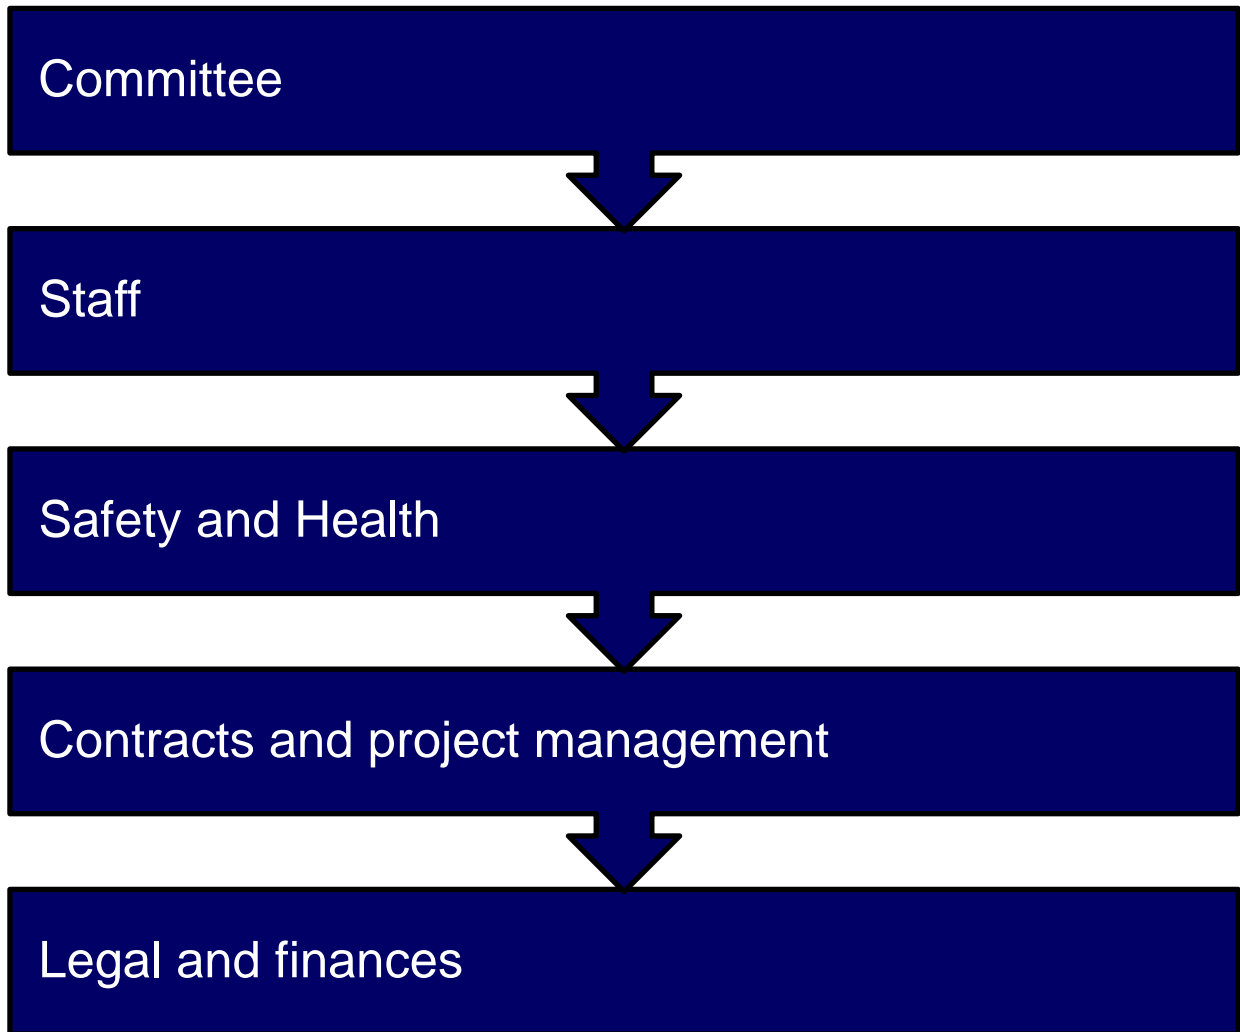 Committee
Staff
Safety and Health
Contracts and project management
Legal and finances